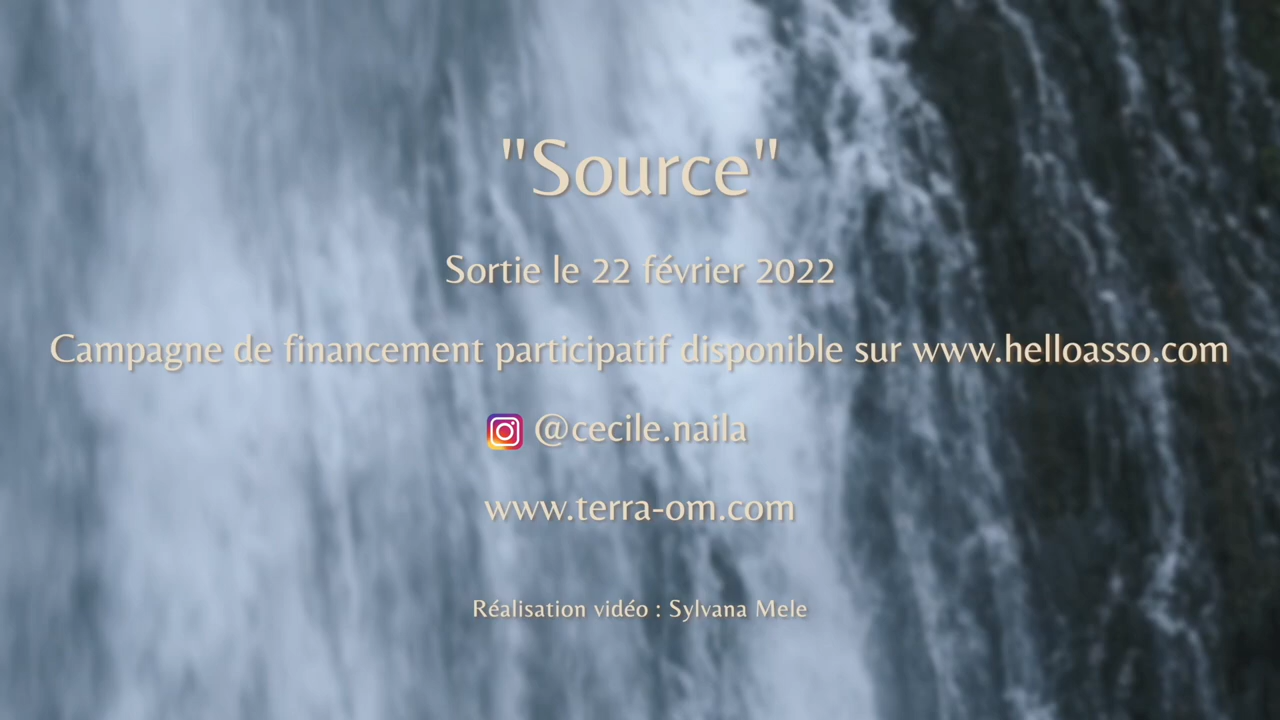 "Source"
Sortie le 22 février 2022
Campagne de financement participatif disponible sur www.helloasso.com
@cecile.naila
www.terra-om.com
Réalisation vidéo : Sylvana Mele